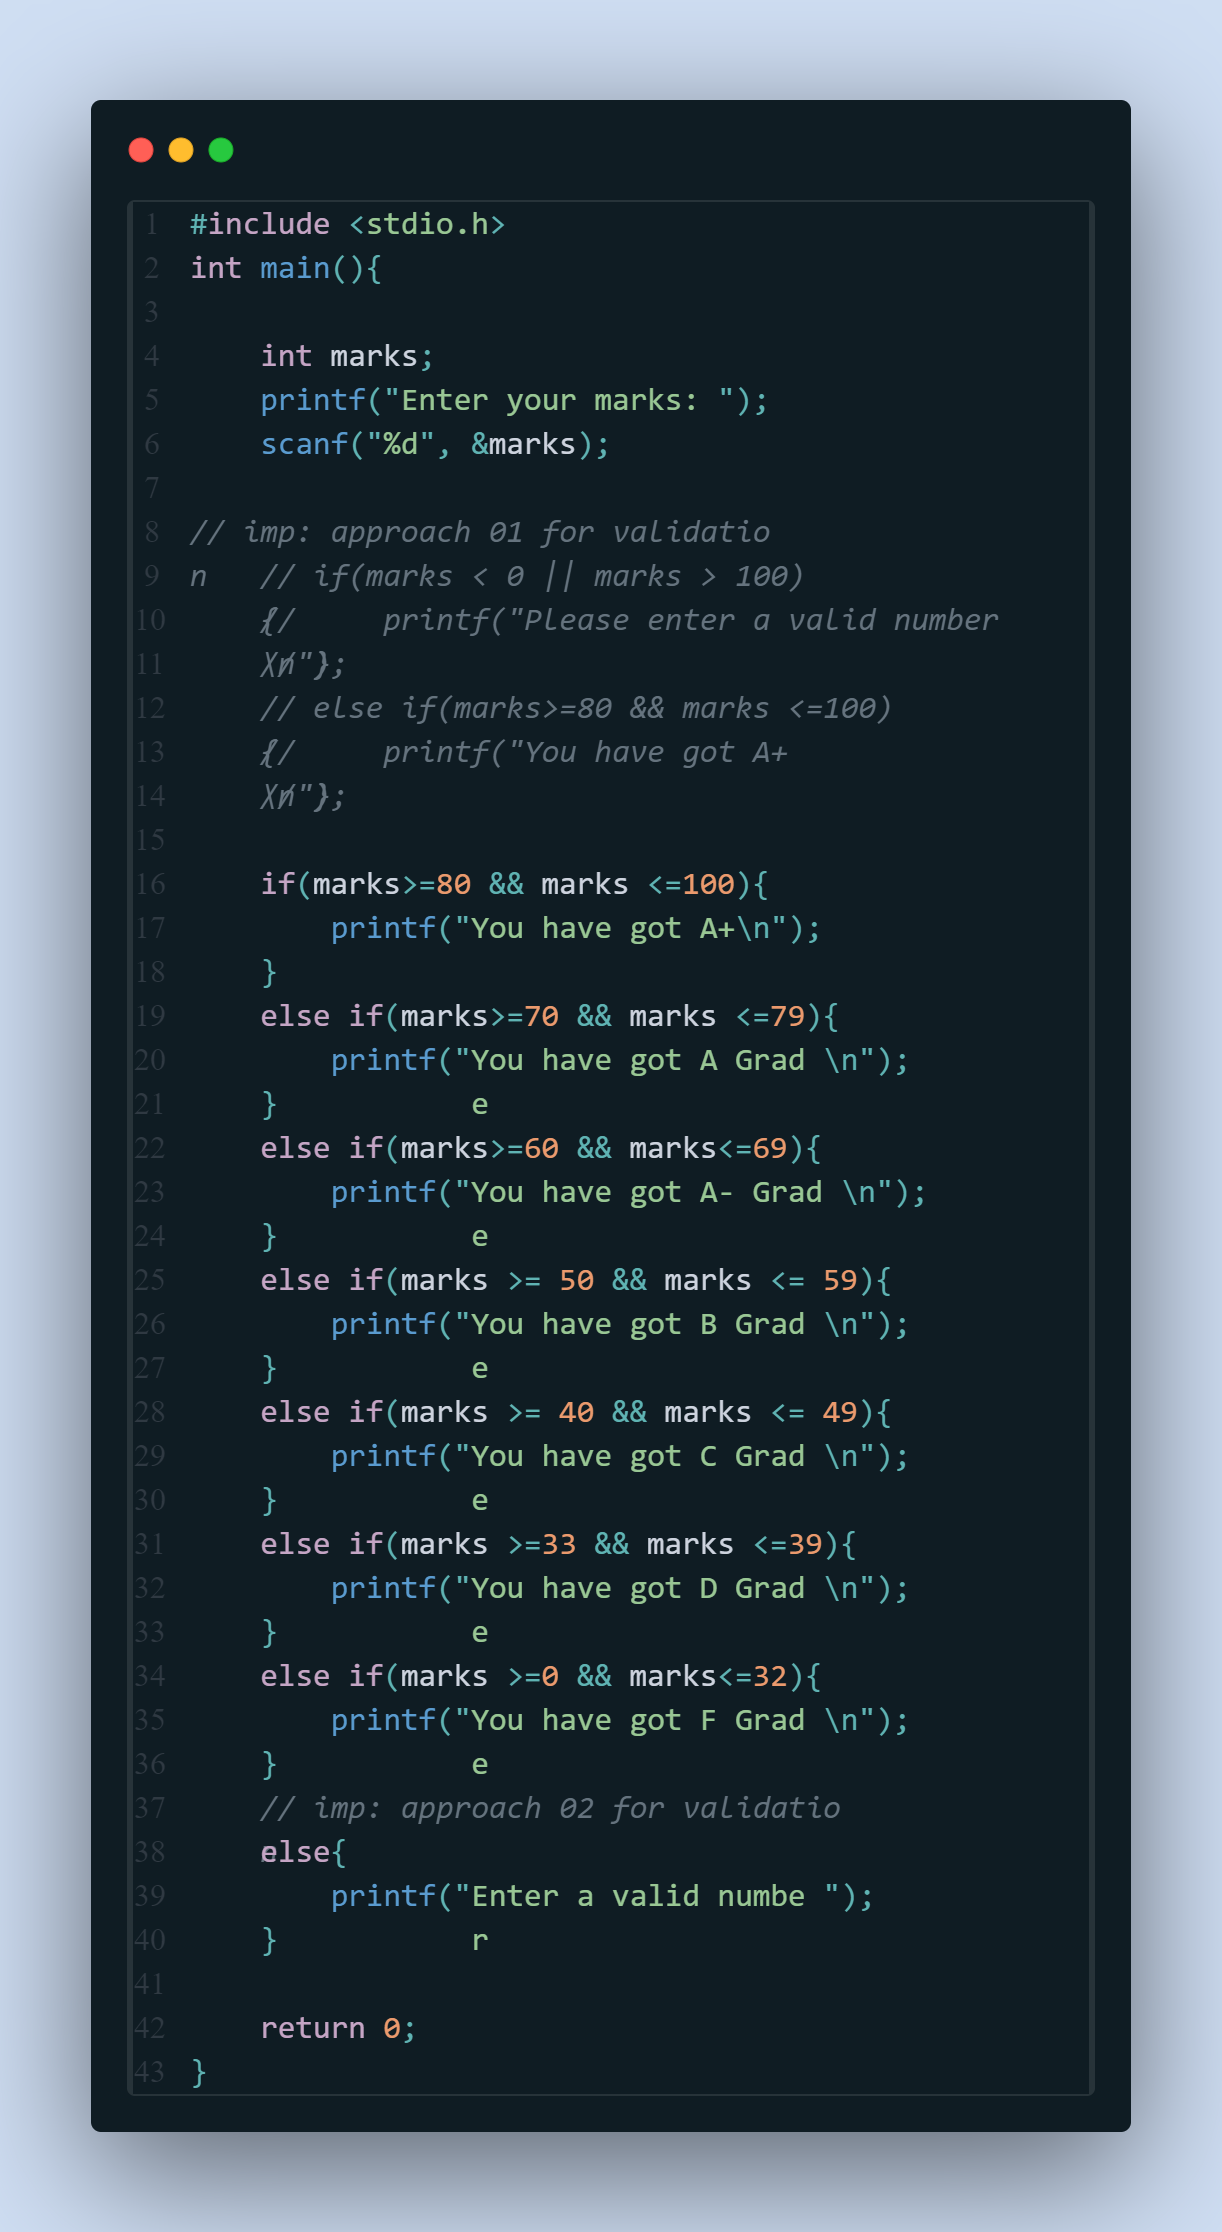 1 #include <stdio.h>
2 int main(){
3
4     int marks;
5     printf("Enter your marks: ");
6     scanf("%d", &marks);
7
8 // imp: approach 01 for validatio
9 n   // if(marks < 0 || marks > 100)
10     {//     printf("Please enter a valid number
11     \n"};
12     // else if(marks>=80 && marks <=100)
13     {//     printf("You have got A+
14     \n"};
15
16     if(marks>=80 && marks <=100){
17         printf("You have got A+\n");
18     }
19     else if(marks>=70 && marks <=79){
20         printf("You have got A Grad \n");
21     }           e
22     else if(marks>=60 && marks<=69){
23         printf("You have got A- Grad \n");
24     }           e
25     else if(marks >= 50 && marks <= 59){
26         printf("You have got B Grad \n");
27     }           e
28     else if(marks >= 40 && marks <= 49){
29         printf("You have got C Grad \n");
30     }           e
31     else if(marks >=33 && marks <=39){
32         printf("You have got D Grad \n");
33     }           e
34     else if(marks >=0 && marks<=32){
35         printf("You have got F Grad \n");
36     }           e
37     // imp: approach 02 for validatio
38     else{
39         printf("Enter a valid numbe ");
40     }           r
41
42     return 0;
43 }